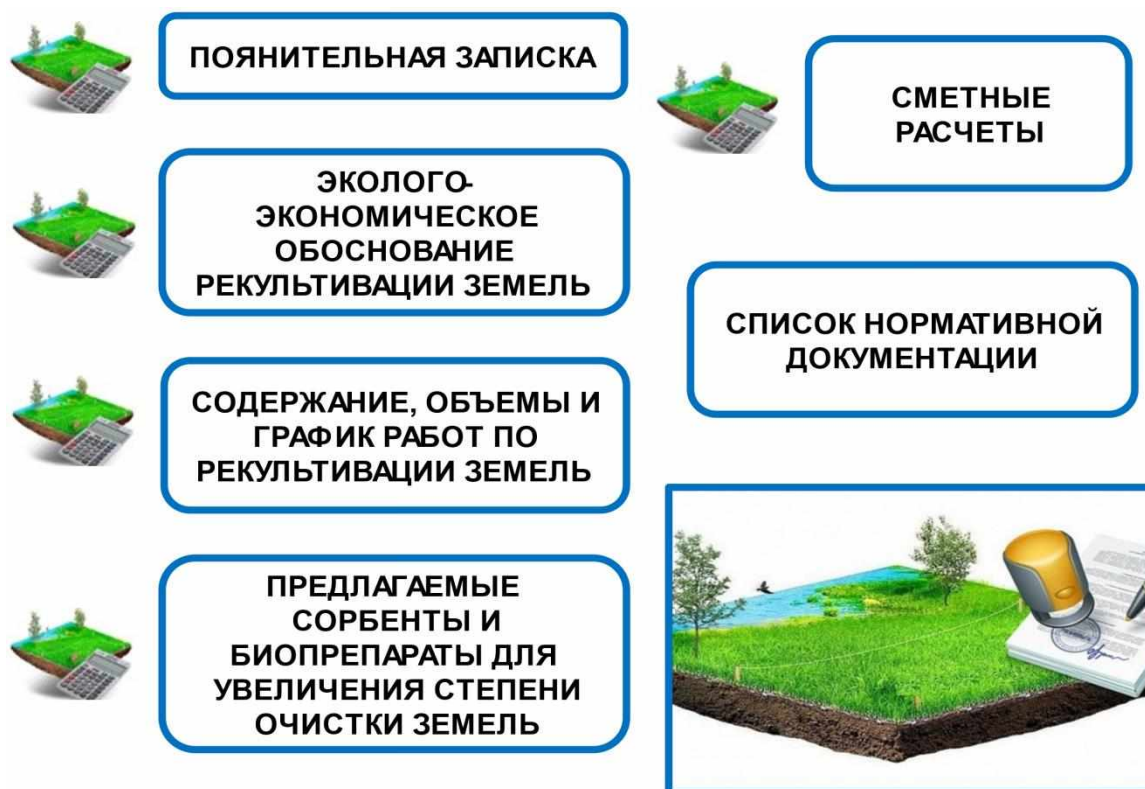 ПОЯНИТЕЛЬНАЯ ЗАПИСКА
ЭКОЛОГО-
ЭКОНОМИЧЕСКОЕ
ОБОСНОВАНИЕ
РЕКУЛЬТИВАЦИИ ЗЕМЕЛЬ
СОДЕРЖАНИЕ, ОБЪЕМЫ И
ГРАФИК РАБОТ ПО
РЕКУЛЬТИВАЦИИ ЗЕМЕЛЬ
ПРЕДЛАГАЕМЫЕ
СОРБЕНТЫ И
БИОПРЕПАРАТЫ ДЛЯ
УВЕЛИЧЕНИЯ СТЕПЕНИ
ОЧИСТКИ ЗЕМЕЛЬ
СМЕТНЫЕ
РАСЧЕТЫ
СПИСОК НОРМАТИВНОЙ
ДОКУМЕНТАЦИИ